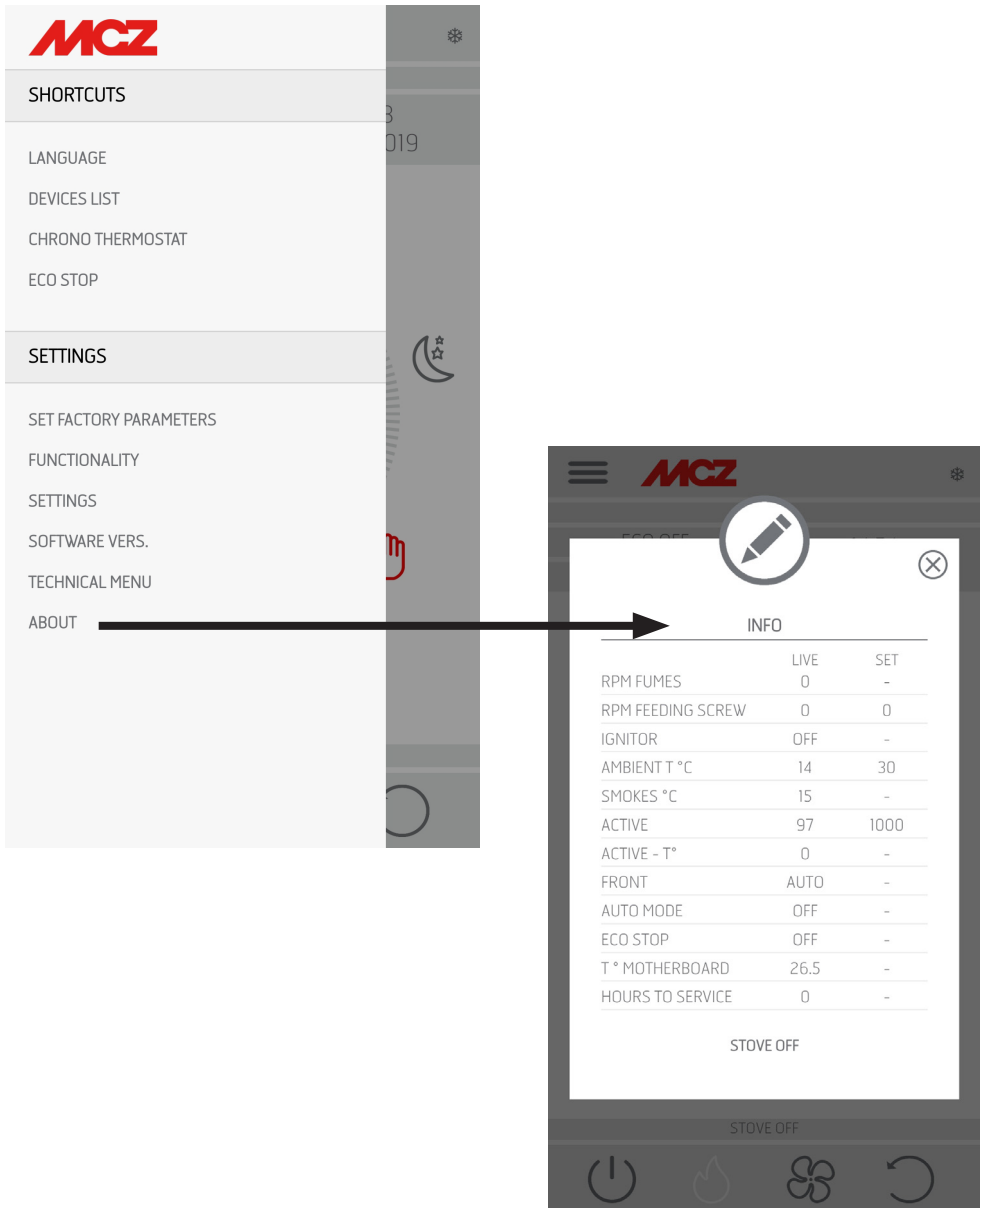 MCZ
SHORTCUTS
019
LANGUAGE
DEVICES LIST
CHRONO THERMOSTAT
ECO STOP
SETTINGS
SET FACTORY PARAMETERS
FUNCTIONALITY
SETTINGS
SOFTWARE VERS.
TECHNICAL MENU
ABOUT
MCZ
INFO
LIVE SET
RPM FUMES 0 -
RPM FEEDING SCREW 0 0
IGNITOR OFF -
AMBIENT T °C 14 30
SMOKES °C 15 -
ACTIVE 97 1000
ACTIVE - T° 0 -
FRONT AUTO -
AUTO MODE OFF -
ECO STOP OFF -
T ° MOTHERBOARD 26.5 -
HOURS TO SERVICE 0 -
STOVE OFF
STOVE OFF